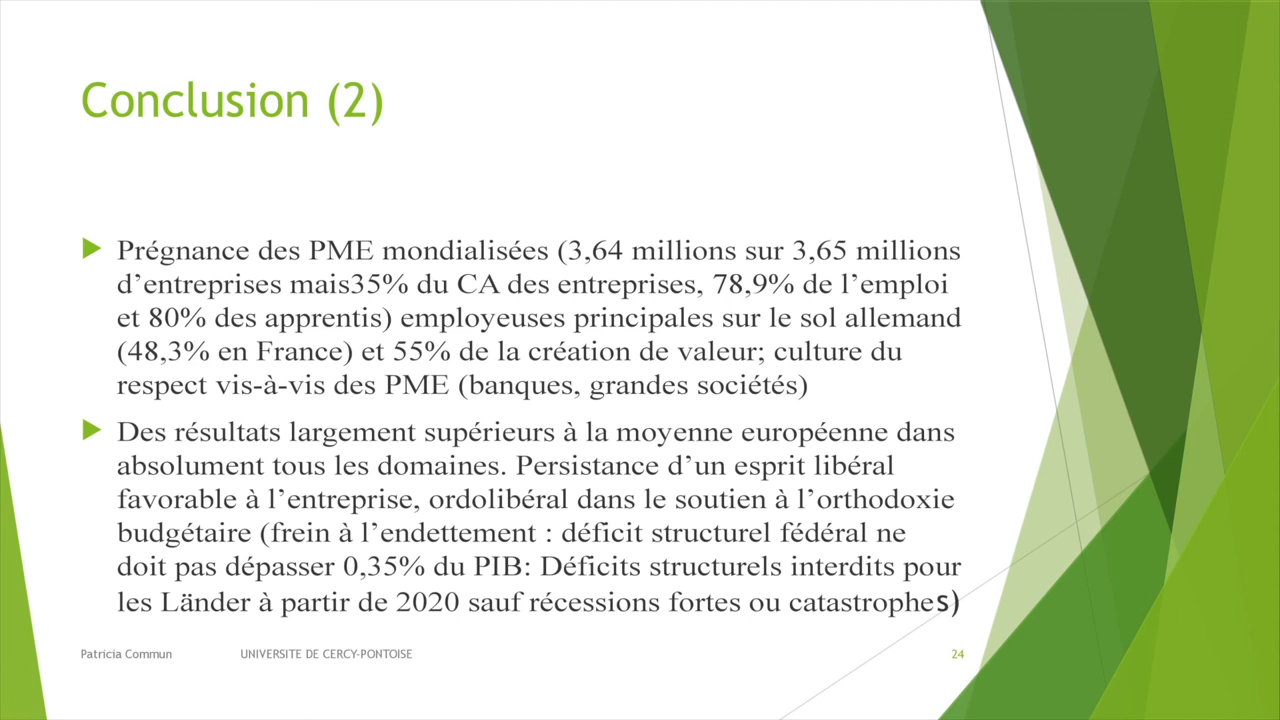 Conclusion (2)
Prégnance des PME mondialisées (3,64 millions sur 3,65 millions
d’entreprises mais35% du CA des entreprises, 78,9% de l’emploi
et 80% des apprentis) employeuses principales sur le sol allemand
(48,3% en France) et 55% de la création de valeur; culture du
respect vis-à-vis des PME (banques, grandes sociétés)
Des résultats largement supérieurs à la moyenne européenne dans
absolument tous les domaines. Persistance d’un esprit libéral
favorable à l’entreprise, ordolibéral dans le soutien à l’orthodoxie
budgétaire (frein à l’endettement : déficit structurel fédéral ne
doit pas dépasser 0,35% du PIB: Déficits structurels interdits pour
les Länder à partir de 2020 sauf récessions fortes ou catastrophes)
Patricia Commun UNIVERSITE DE CERCY-PONTOISE 24